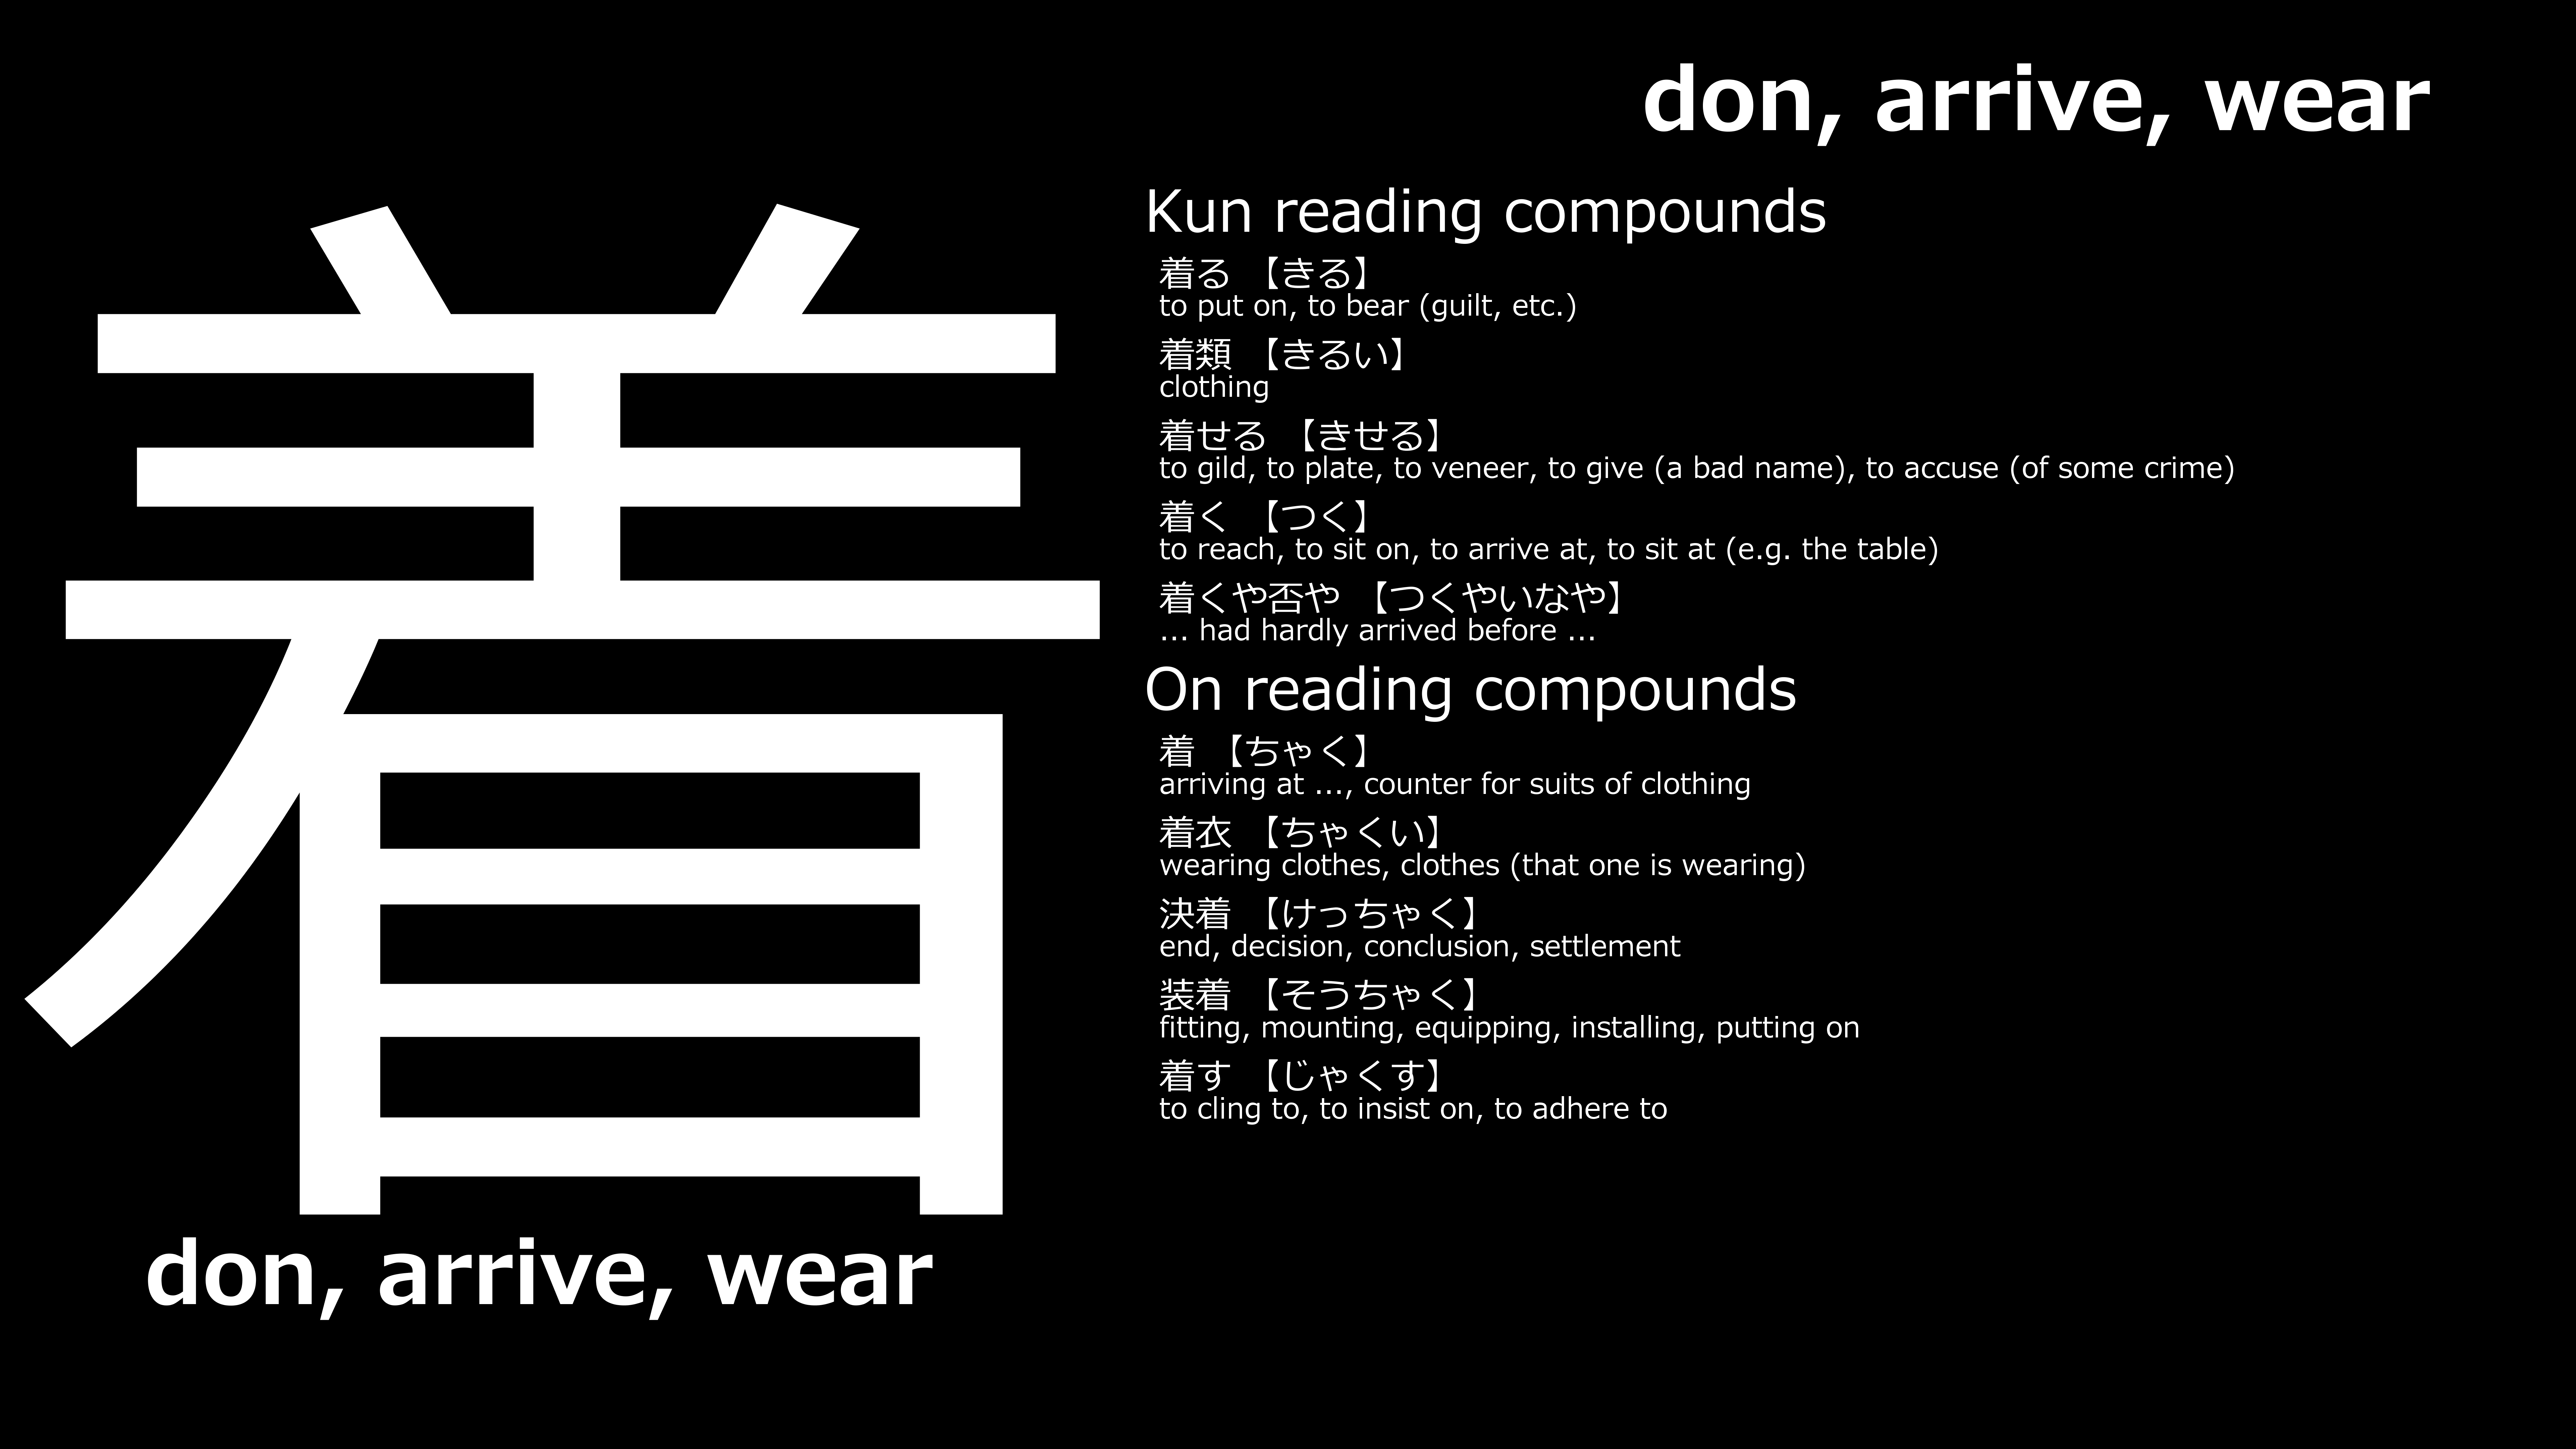 don, arrive, wear
着
don, arrive, wear
Kun reading compounds
着る 【きる】
to put on, to bear (guilt, etc.)
着類 【きるい】
clothing
着せる 【きせる】
to gild, to plate, to veneer, to give (a bad name), to accuse (of some crime)
着く 【つく】
to reach, to sit on, to arrive at, to sit at (e.g. the table)
着くや否や 【つくやいなや】
... had hardly arrived before ...
On reading compounds
着 【ちゃく】
arriving at ..., counter for suits of clothing
着衣 【ちゃくい】
wearing clothes, clothes (that one is wearing)
決着 【けっちゃく】
end, decision, conclusion, settlement
装着 【そうちゃく】
fitting, mounting, equipping, installing, putting on
着す 【じゃくす】
to cling to, to insist on, to adhere to